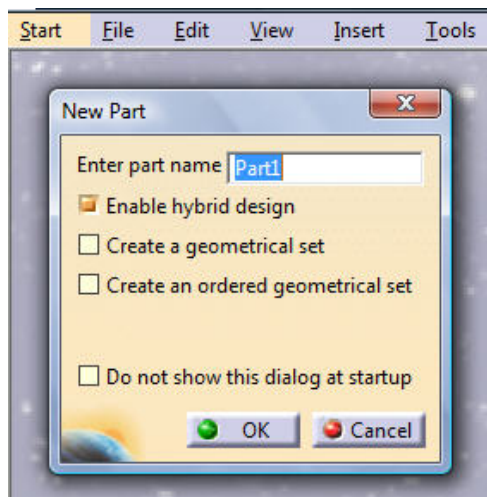 Start File Edit View Insert Tools
New Part
Enter part name Part1
Enable hybrid design
Create a geometrical set
Create an ordered geometrical set
Do not show this dialog at startup
OK Cancel